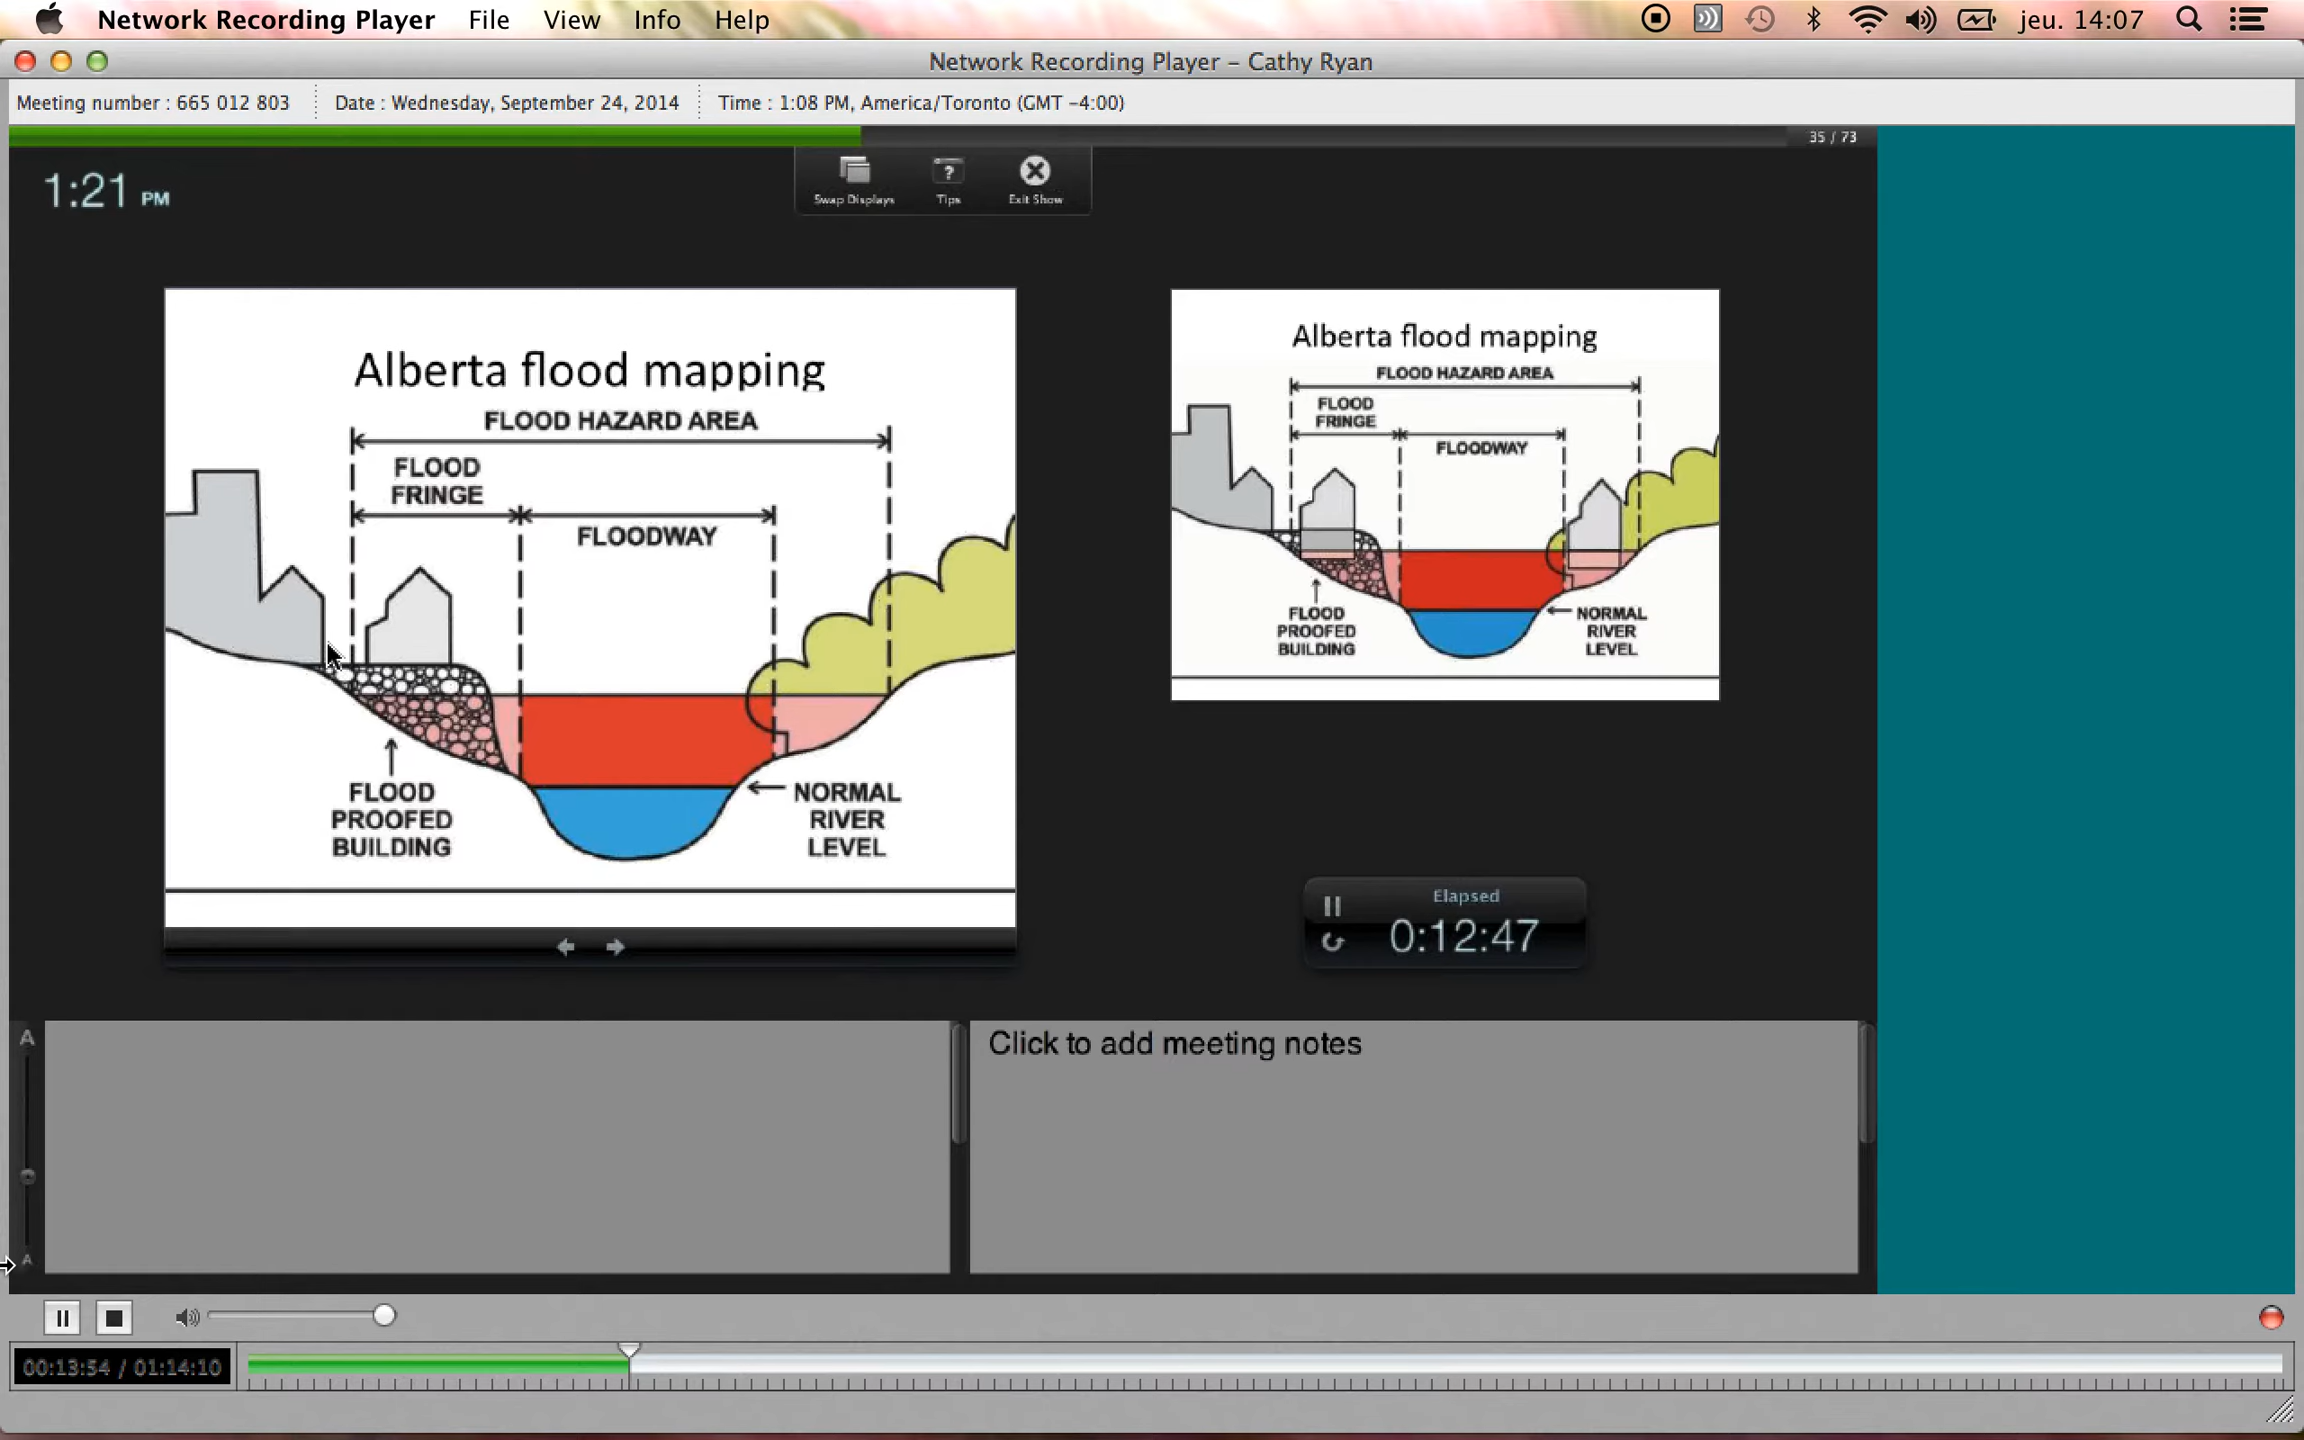 Network Recording Player File View Info Help jeu. 14:07
Network Recording Player – Cathy Ryan
Meeting number : 665 012 803 Date : Wednesday, September 24, 2014 Time : 1:08 PM, America/Toronto (GMT -4:00)
35 / 73
1:21 PM
Swap Displays ? Tips Exit Show
Alberta flood mapping
FLOOD HAZARD AREA
FLOOD
FRINGE
FLOODWAY
FLOOD
PROOFED
BUILDING
NORMAL
RIVER
LEVEL
Alberta flood mapping
FLOOD HAZARD AREA
FLOOD
FRINGE
FLOODWAY
FLOOD
PROOFED
BUILDING
NORMAL
RIVER
LEVEL
Elapsed
0:12:47
A
A
Click to add meeting notes
00:13:54 / 01:14:10